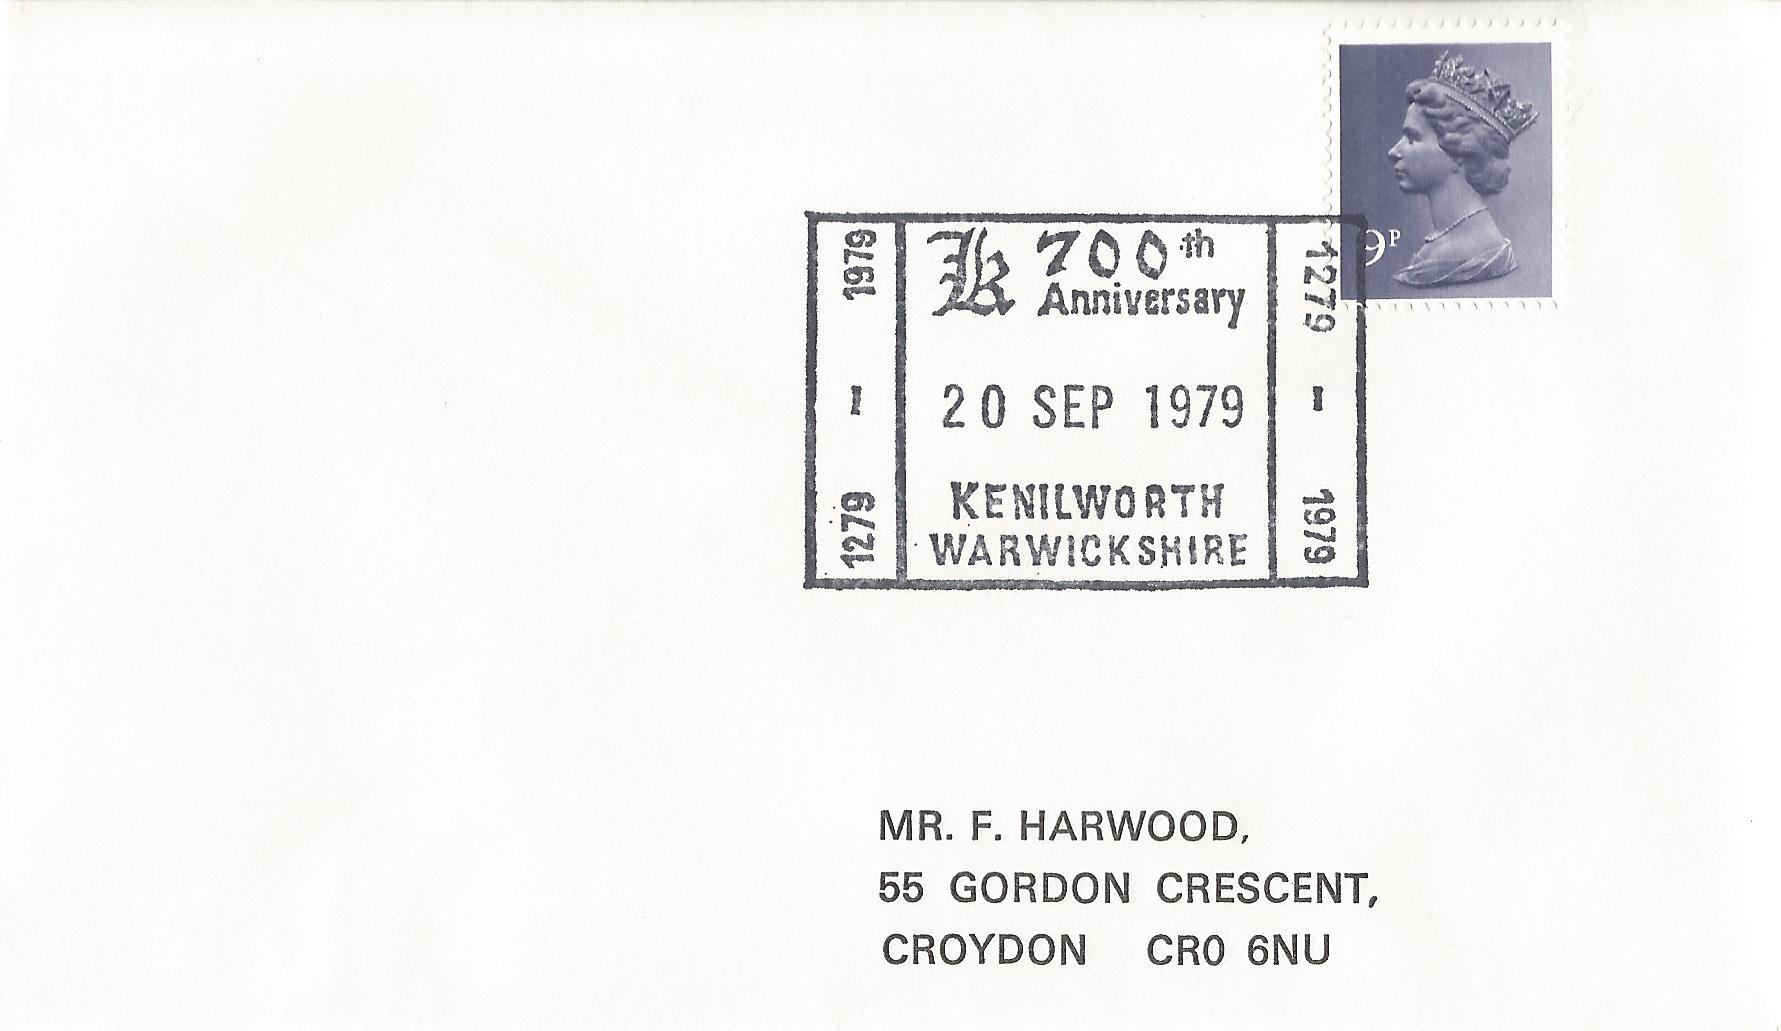 9P
K 700th
Anniversary
20 SEP 1979
KENILWORTH
WARWICKSHIRE
1279 - 1979
1279 - 1979
MR. F. HARWOOD,
55 GORDON CRESCENT,
CROYDON CR0 6NU